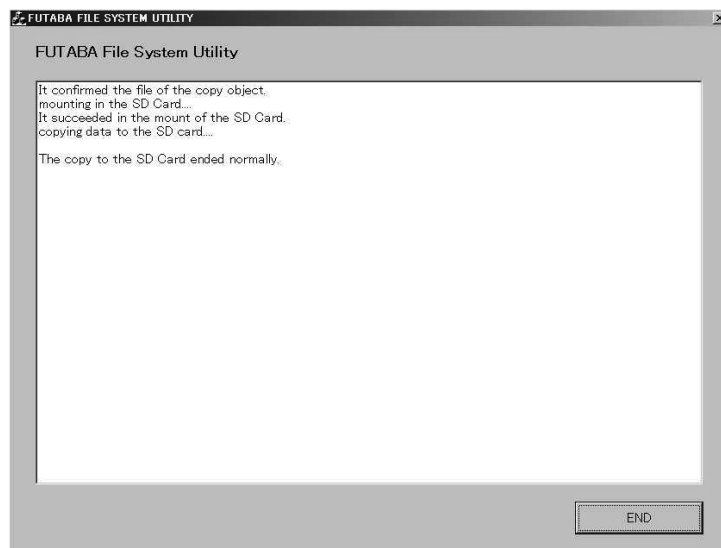 FUTABA FILE SYSTEM UTILITY
FUTABA File System Utility
It confirmed the file of the copy object.
mounting in the SD Card....
It succeeded in the mount of the SD Card.
copying data to the SD card....
The copy to the SD Card ended normally.
END